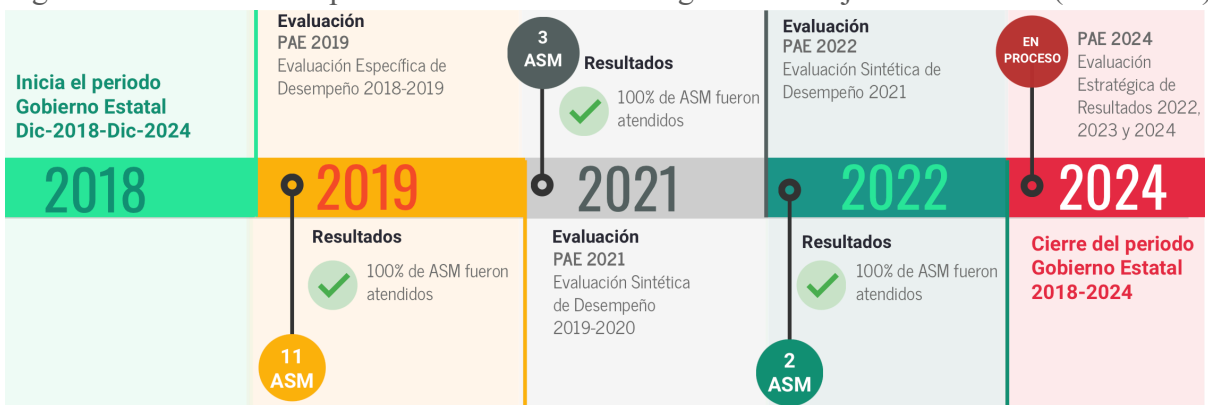 Inicia el periodo
Gobierno Estatal
Dic-2018-Dic-2024
2018
Evaluación
PAE 2019
Evaluación Específica de
Desempeño 2018-2019
2019
Resultados
100% de ASM fueron
atendidos
11
ASM
3
ASM
Resultados
100% de ASM fueron
atendidos
2021
Evaluación
PAE 2021
Evaluación Sintética
de Desempeño
2019-2020
Evaluación
PAE 2022
Evaluación Sintética de
Desempeño 2021
2022
Resultados
100% de ASM fueron
atendidos
2
ASM
EN
PROCESO
PAE 2024
Evaluación
Estratégica de
Resultados 2022,
2023 y 2024
2024
Cierre del periodo
Gobierno Estatal
2018-2024